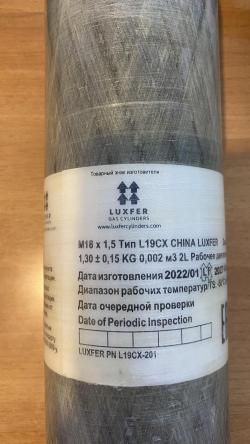 Товарный знак изготовителя
LUXFER
GAS CYLINDERS
www.luxfercylinders.com
M18 x 1,5 Тип L19CX CHINA LUXFER
1,30 ± 0,15 KG 0,002 м3 2L Рабочее
Дата изготовления 2022/01
Диапазон рабочих температур TS
Дата очередной проверки
Date of Periodic Inspection
LUXFER PN L19CX-201